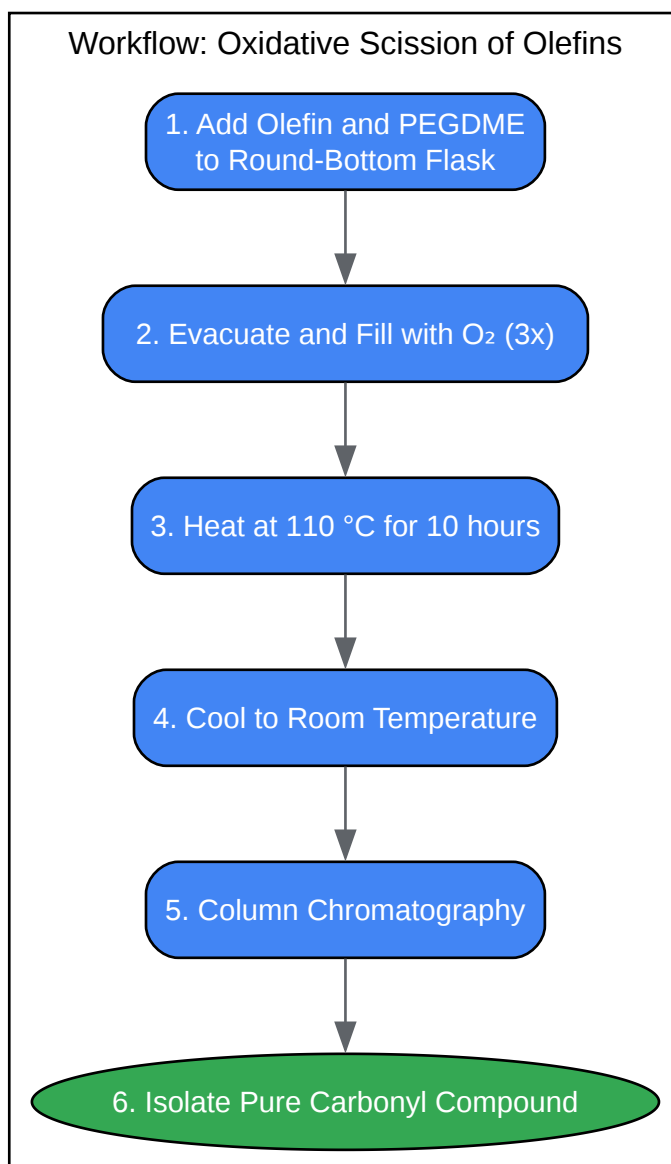 Workflow: Oxidative Scission of Olefins
1. Add Olefin and PEGDME
to Round-Bottom Flask
2. Evacuate and Fill with O₂ (3x)
3. Heat at 110 °C for 10 hours
4. Cool to Room Temperature
5. Column Chromatography
6. Isolate Pure Carbonyl Compound